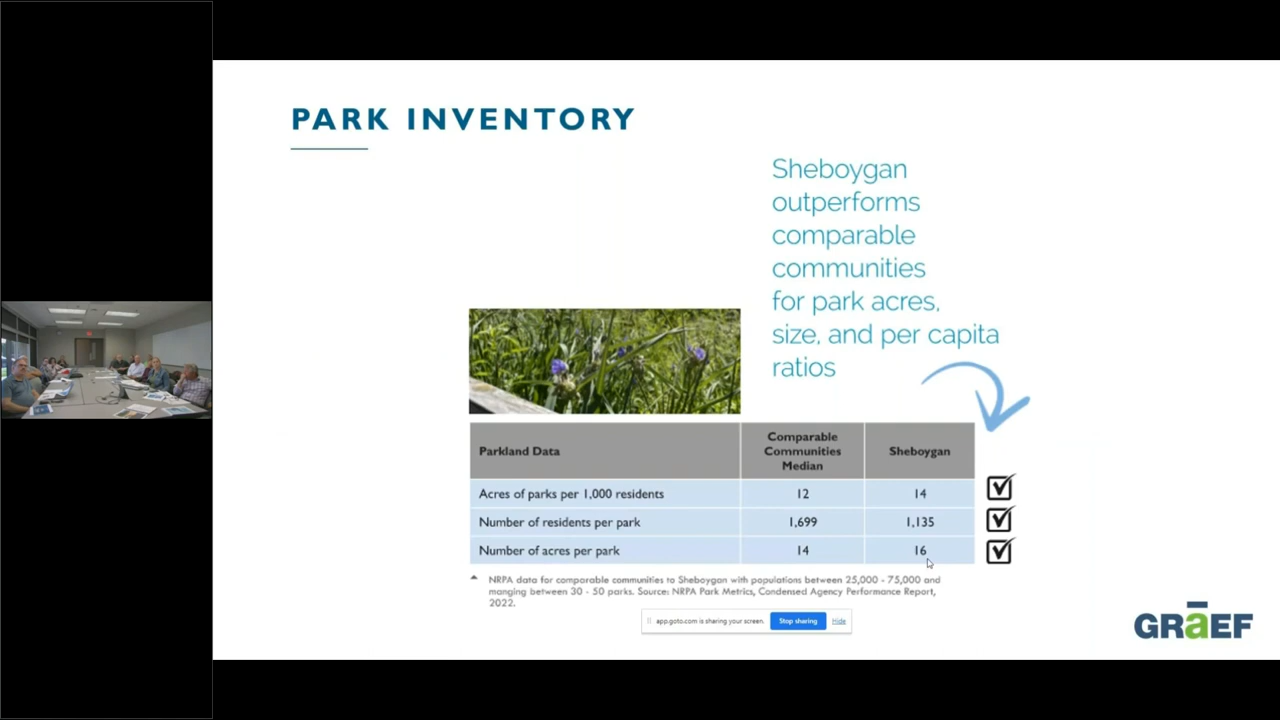 PARK INVENTORY
Sheboygan
outperforms
comparable
communities
for park acres,
size, and per capita
ratios
Parkland Data
Comparable
Communities
Median
Sheboygan
Acres of parks per 1,000 residents 12 14
Number of residents per park 1,699 1,135
Number of acres per park 14 16
NRPA data for comparable communities to Sheboygan with populations between 25,000 - 75,000 and
manging between 30 - 50 parks. Source: NRPA Park Metrics, Condensed Agency Performance Report,
2022.
app.goto.com is sharing your screen. Stop sharing Hide
GRAEF